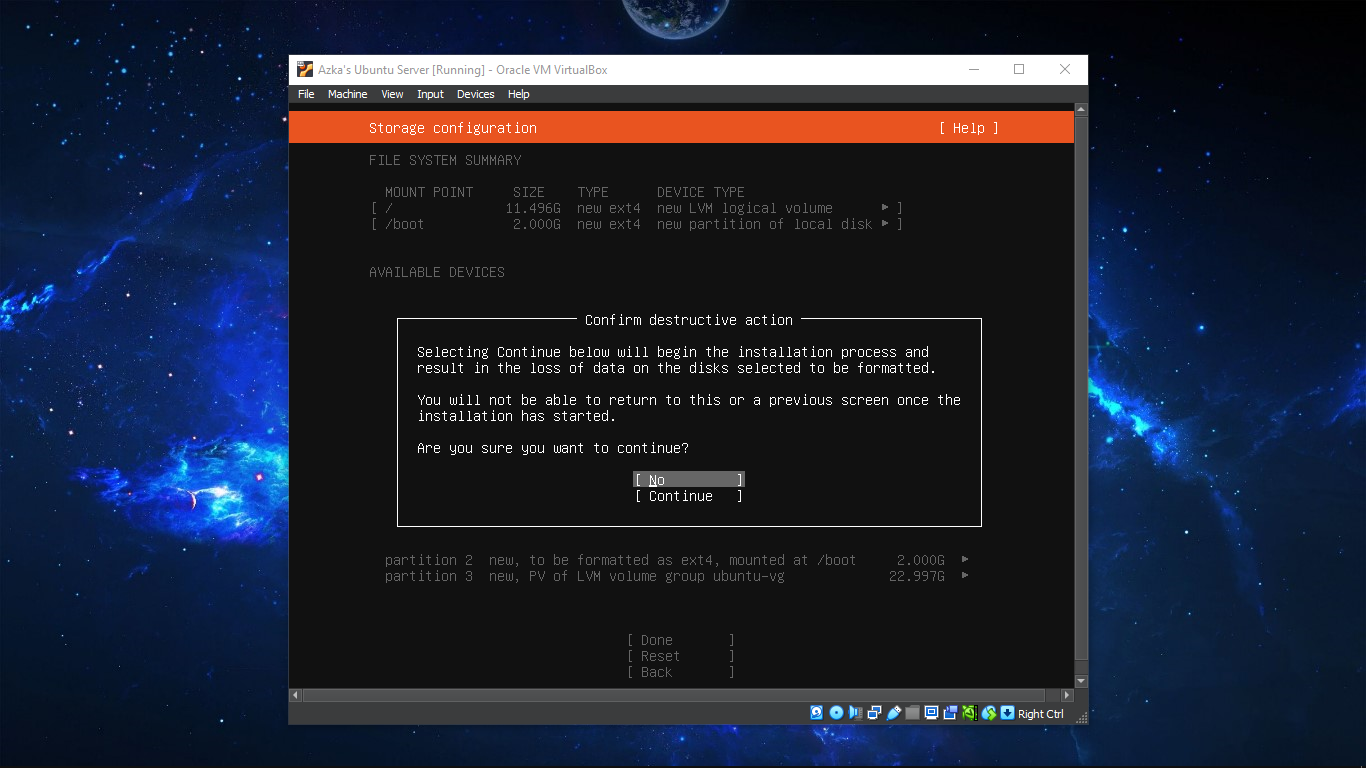 Azka's Ubuntu Server [Running] - Oracle VM VirtualBox
File Machine View Input Devices Help
Storage configuration [ Help ]
FILE SYSTEM SUMMARY
MOUNT POINT SIZE TYPE DEVICE TYPE
[ / 11.496G new ext4 new LVM logical volume ▸ ]
[ /boot 2.000G new ext4 new partition of local disk ▸ ]
AVAILABLE DEVICES
Confirm destructive action
Selecting Continue below will begin the installation process and
result in the loss of data on the disks selected to be formatted.
You will not be able to return to this or a previous screen once the
installation has started.
Are you sure you want to continue?
[ No ]
[ Continue ]
partition 2 new, to be formatted as ext4, mounted at /boot 2.000G ▸
partition 3 new, PV of LVM volume group ubuntu-vg 22.997G ▸
[ Done ]
[ Reset ]
[ Back ]
Right Ctrl